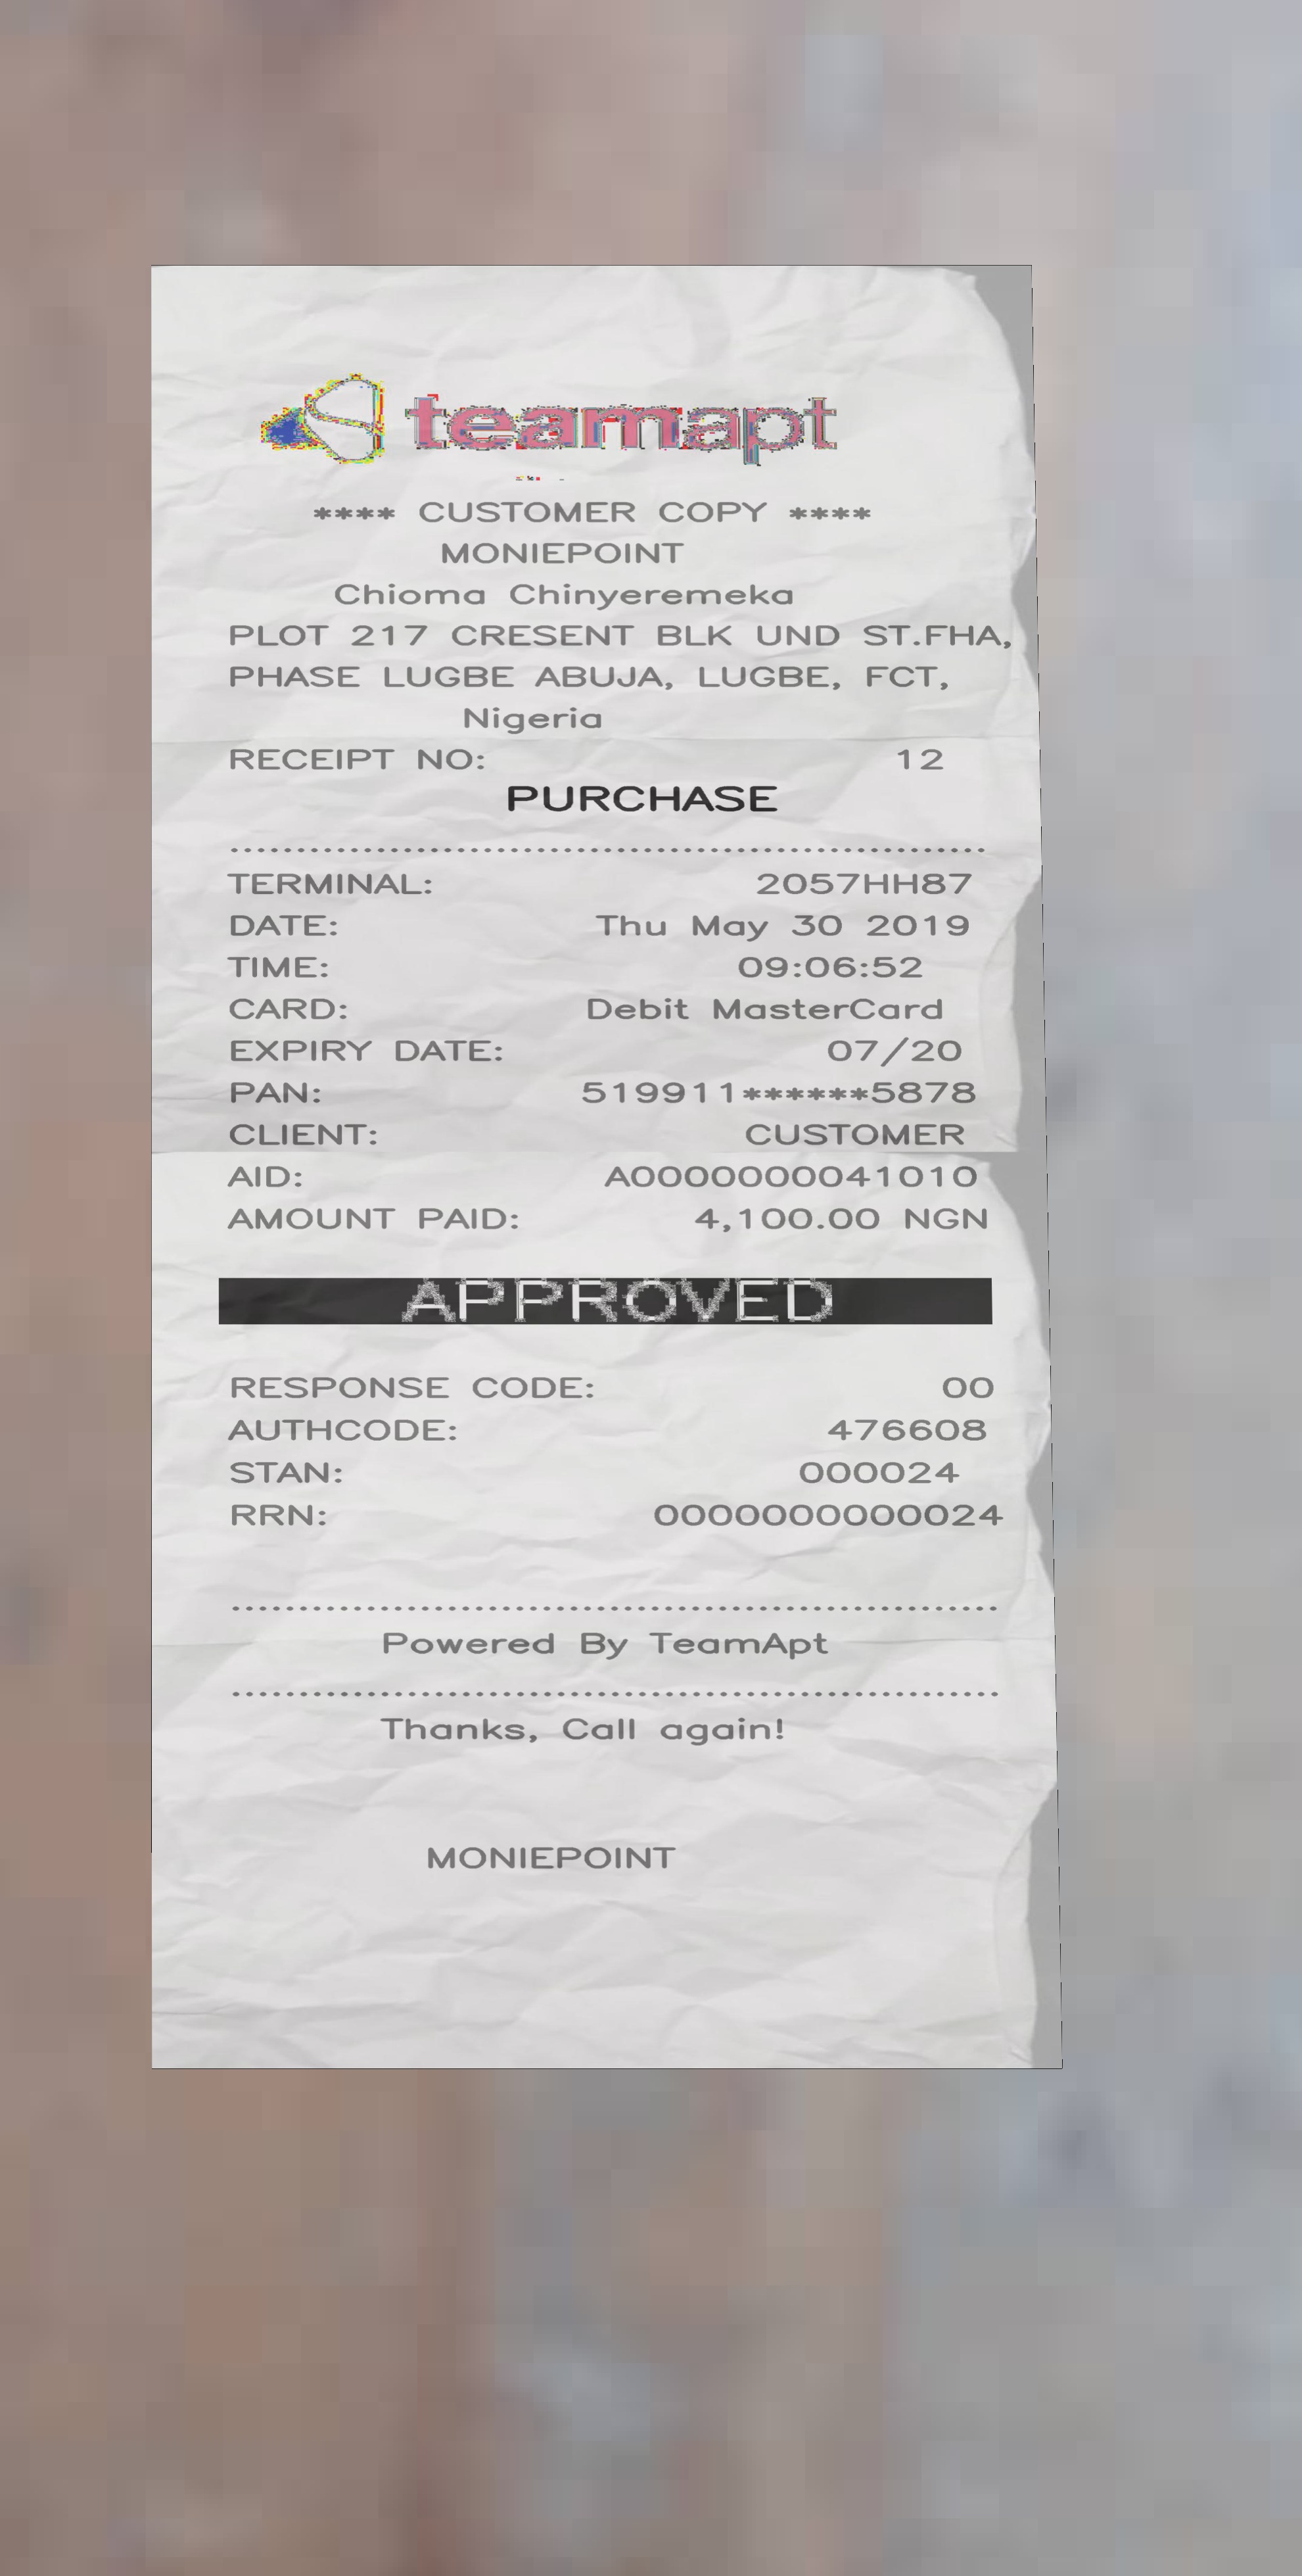 teamapt
**** CUSTOMER COPY ****
MONIEPOINT
Chioma Chinyeremeka
PLOT 217 CRESENT BLK UND ST.FHA,
PHASE LUGBE ABUJA, LUGBE, FCT,
Nigeria
RECEIPT NO: 12
PURCHASE
TERMINAL: 2057HH87
DATE: Thu May 30 2019
TIME: 09:06:52
CARD: Debit MasterCard
EXPIRY DATE: 07/20
PAN: 519911******5878
CLIENT: CUSTOMER
AID: A0000000041010
AMOUNT PAID: 4,100.00 NGN
APPROVED
RESPONSE CODE: 00
AUTHCODE: 476608
STAN: 000024
RRN: 0000000000024
Powered By TeamApt
Thanks, Call again!
MONIEPOINT